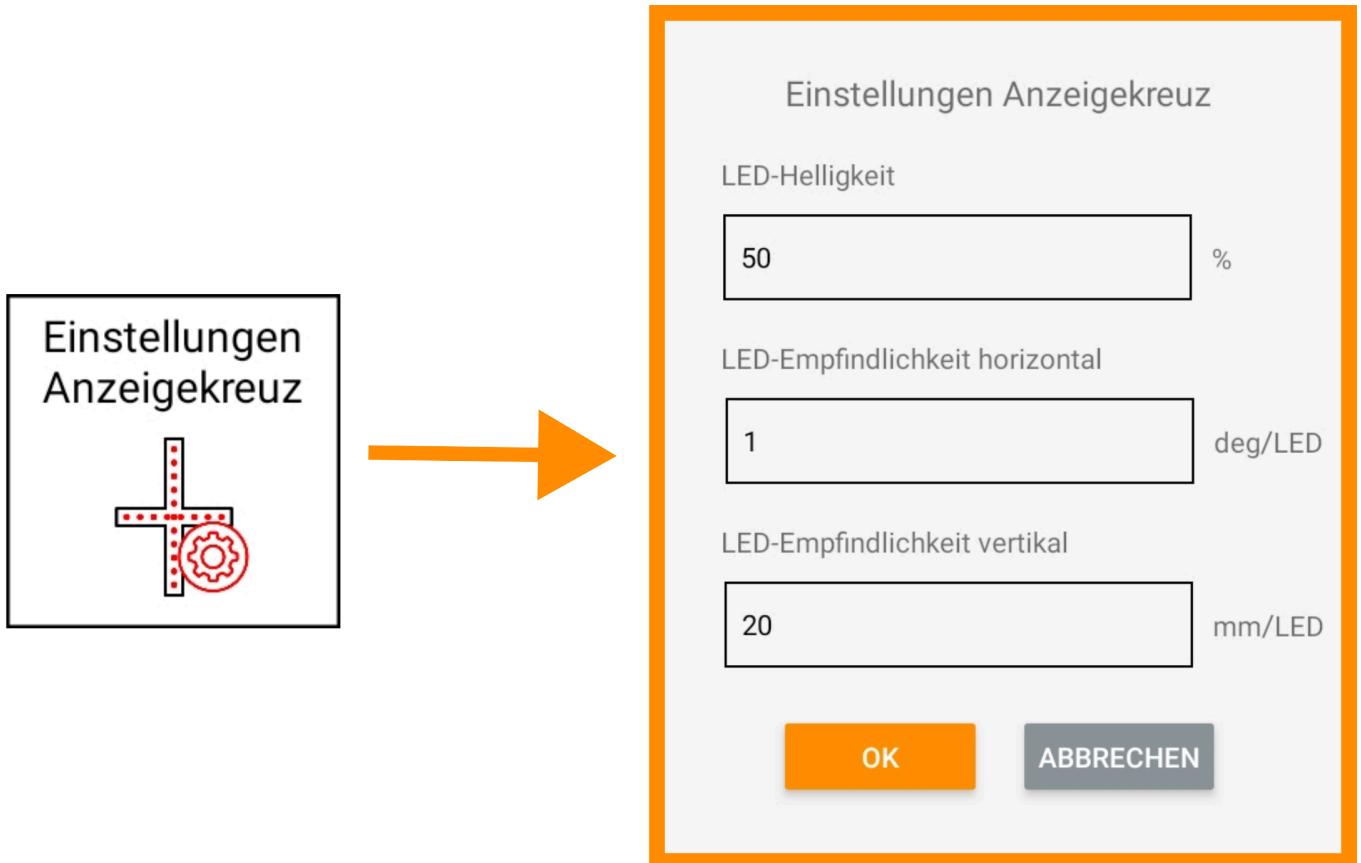 Einstellungen
Anzeigekreuz
Einstellungen Anzeigekreuz
LED-Helligkeit
50 %
LED-Empfindlichkeit horizontal
1 deg/LED
LED-Empfindlichkeit vertikal
20 mm/LED
OK ABBRECHEN